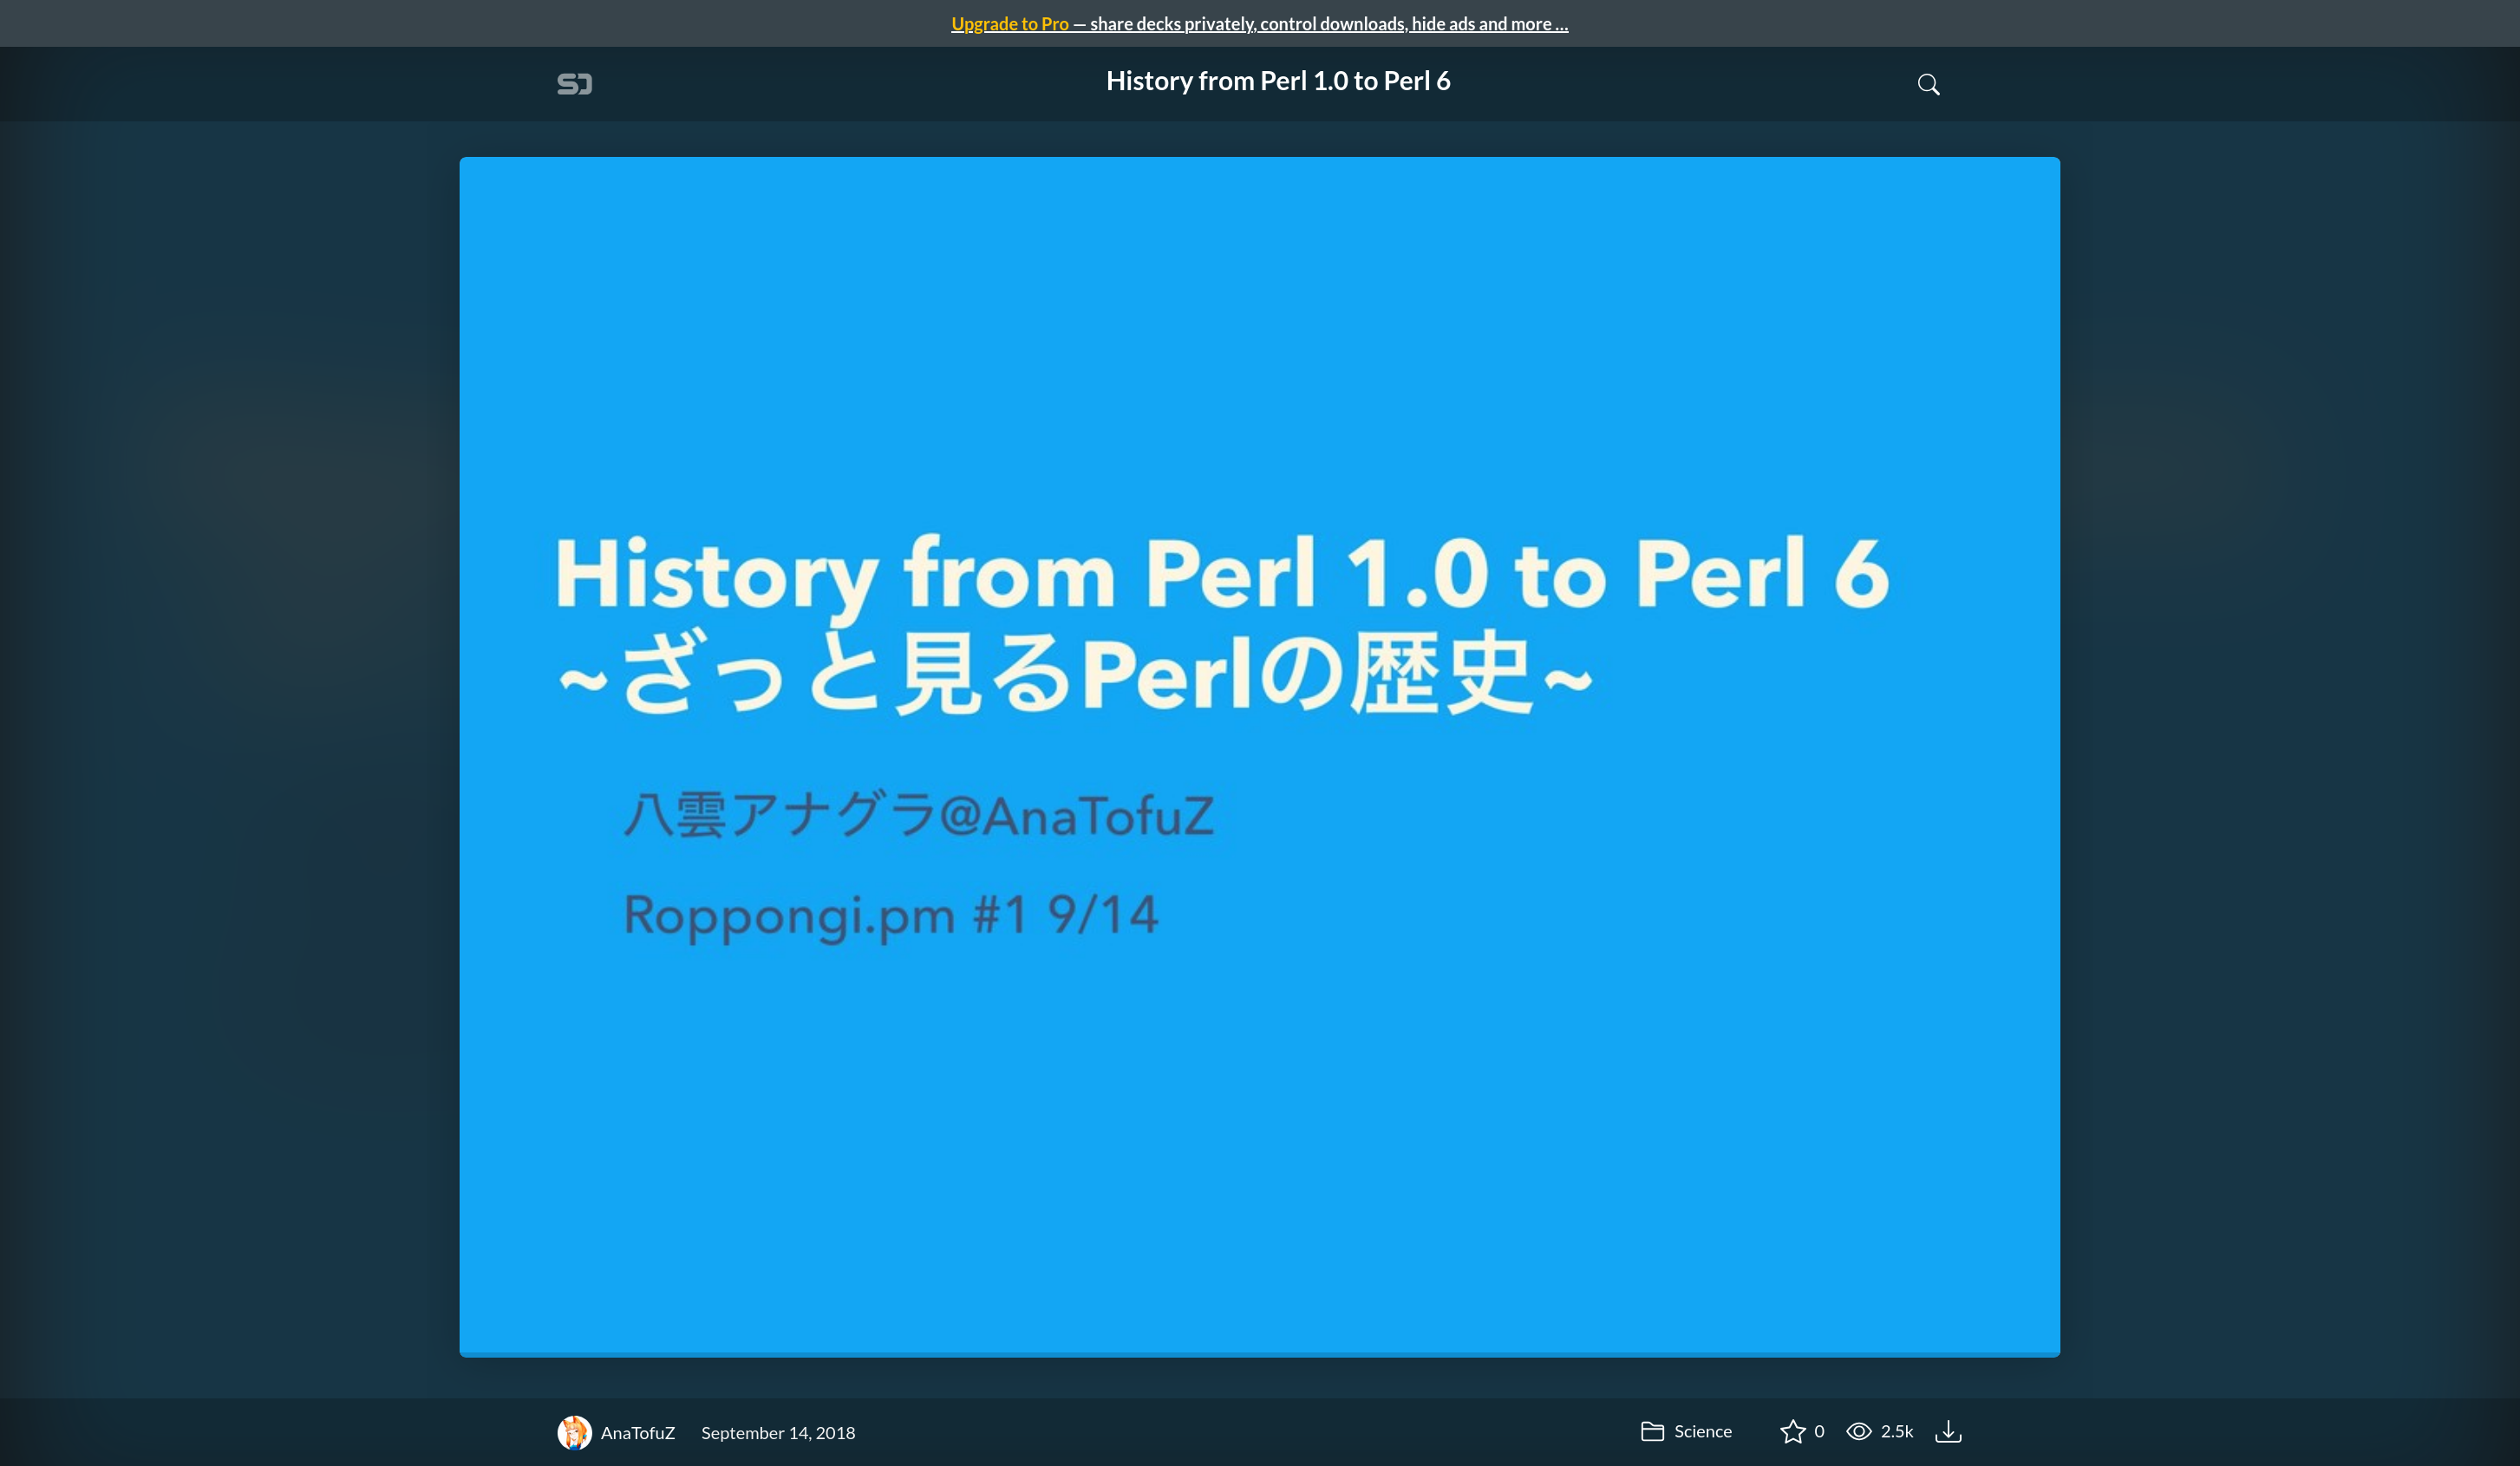 Upgrade to Pro — share decks privately, control downloads, hide ads and more …
History from Perl 1.0 to Perl 6
History from Perl 1.0 to Perl 6
~ざっと見るPerlの歴史~
八雲アナグラ@AnaTofuZ
Roppongi.pm #1 9/14
AnaTofuZ September 14, 2018 Science 0 2.5k